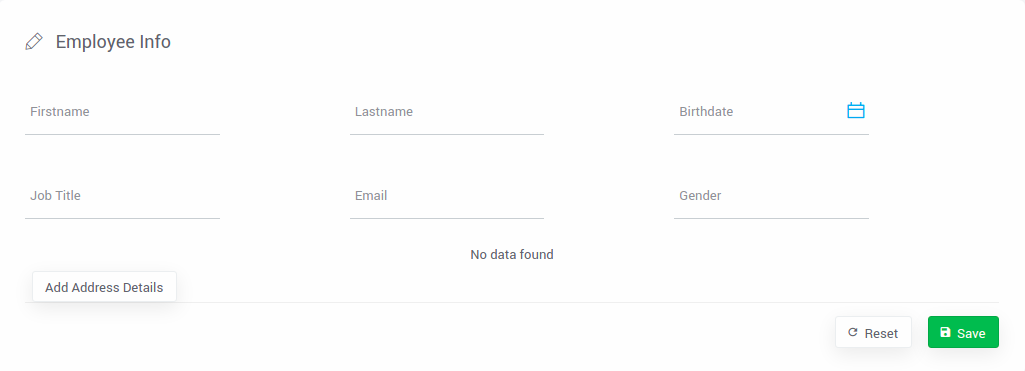 Employee Info
Firstname Lastname Birthdate
Job Title Email Gender
No data found
Add Address Details
Reset Save